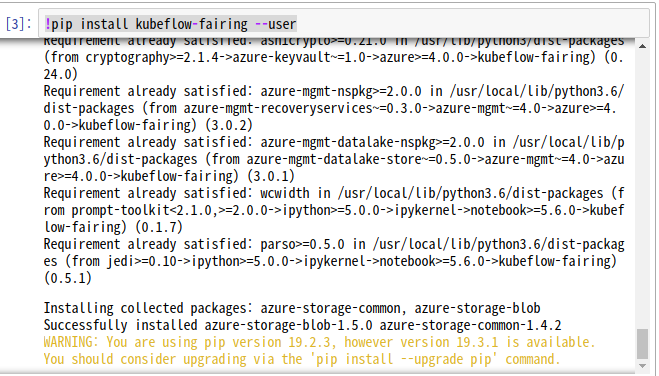 [3]: !pip install kubeflow-fairing --user
Requirement already satisfied: asn1crypto>=0.21.0 in /usr/lib/python3/dist-packages
(from cryptography>=2.1.4->azure-keyvault~=1.0->azure>=4.0.0->kubeflow-fairing) (0.
24.0)
Requirement already satisfied: azure-mgmt-nspkg>=2.0.0 in /usr/local/lib/python3.6/
dist-packages (from azure-mgmt-recoveryservices~=0.3.0->azure-mgmt~=4.0->azure>=4.
0.0->kubeflow-fairing) (3.0.2)
Requirement already satisfied: azure-mgmt-datalake-nspkg>=2.0.0 in /usr/local/lib/p
ython3.6/dist-packages (from azure-mgmt-datalake-store~=0.5.0->azure-mgmt~=4.0->azu
re>=4.0.0->kubeflow-fairing) (3.0.1)
Requirement already satisfied: wcwidth in /usr/local/lib/python3.6/dist-packages (f
rom prompt-toolkit<2.1.0,>=2.0.0->ipython>=5.0.0->ipykernel->notebook>=5.6.0->kubef
low-fairing) (0.1.7)
Requirement already satisfied: parso>=0.5.0 in /usr/local/lib/python3.6/dist-packag
es (from jedi>=0.10->ipython>=5.0.0->ipykernel->notebook>=5.6.0->kubeflow-fairing)
(0.5.1)
Installing collected packages: azure-storage-common, azure-storage-blob
Successfully installed azure-storage-blob-1.5.0 azure-storage-common-1.4.2
WARNING: You are using pip version 19.2.3, however version 19.3.1 is available.
You should consider upgrading via the 'pip install --upgrade pip' command.